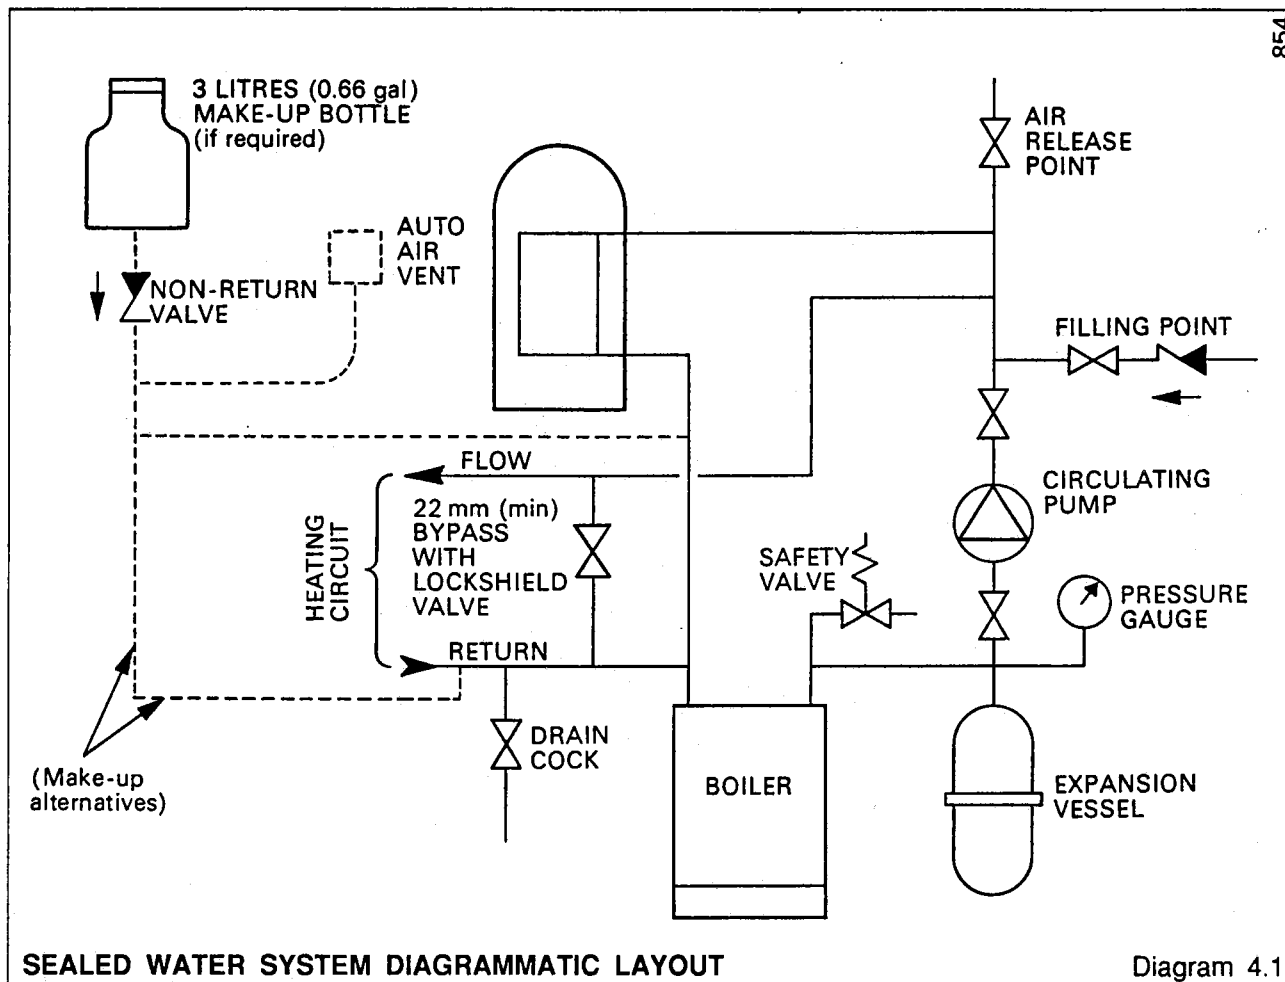 854
3 LITRES (0.66 gal)
MAKE-UP BOTTLE
(if required)
AIR
RELEASE
POINT
AUTO
AIR
VENT
NON-RETURN
VALVE
FILLING POINT
FLOW
22 mm (min)
BYPASS
WITH
LOCKSHIELD
VALVE
HEATING
CIRCUIT
CIRCULATING
PUMP
SAFETY
VALVE
PRESSURE
GAUGE
RETURN
DRAIN
COCK
(Make-up
alternatives)
BOILER
EXPANSION
VESSEL
SEALED WATER SYSTEM DIAGRAMMATIC LAYOUT
Diagram 4.1